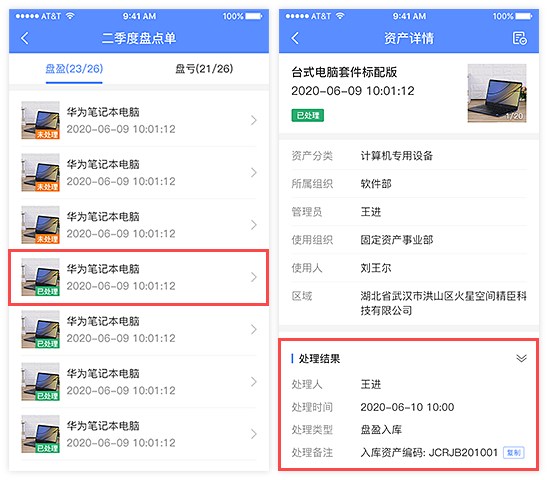 AT&T 9:41 AM 100%
二季度盘点单
盘盈(23/26) 盘亏(21/26)
华为笔记本电脑
2020-06-09 10:01:12
未处理
华为笔记本电脑
2020-06-09 10:01:12
未处理
华为笔记本电脑
2020-06-09 10:01:12
未处理
华为笔记本电脑
2020-06-09 10:01:12
已处理
华为笔记本电脑
2020-06-09 10:01:12
已处理
华为笔记本电脑
2020-06-09 10:01:12
已处理
华为笔记本电脑
2020-06-09 10:01:12
已处理
AT&T 9:41 AM 100%
资产详情
台式电脑套件标配版
2020-06-09 10:01:12
已处理
1/20
资产分类 计算机专用设备
所属组织 软件部
管理员 王进
使用组织 固定资产事业部
使用人 刘王尔
区域 湖北省武汉市洪山区火星空间精臣科
技有限公司
处理结果
处理人 王进
处理时间 2020-06-10 10:00
处理类型 盘盈入库
处理备注 入库资产编码: JCRJB201001 复制